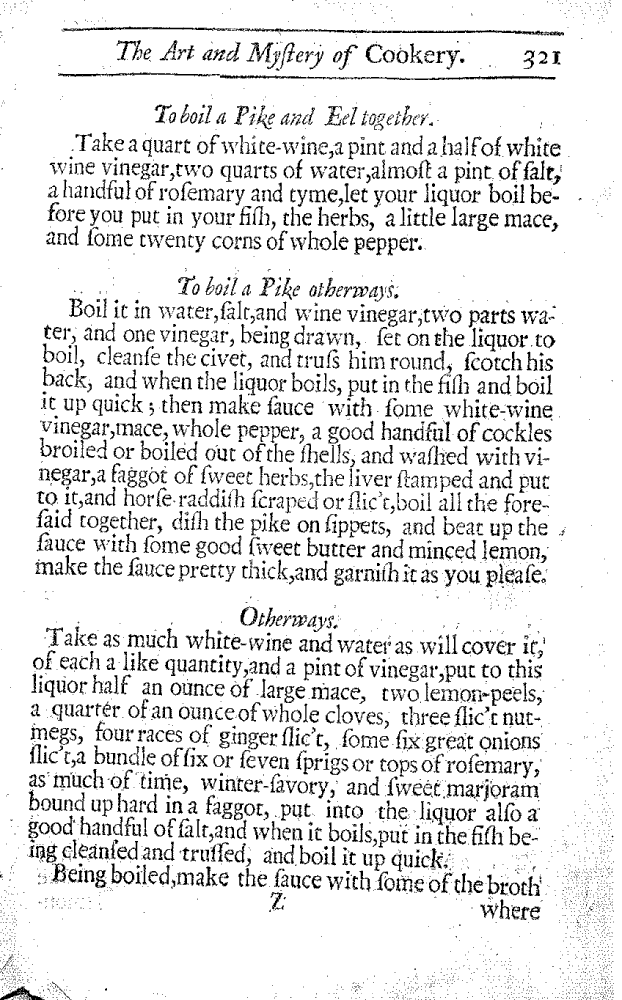 The Art and Myſtery of Cookery. 321
To boil a Pike and Eel together.
Take a quart of white-wine,a pint and a half of white
wine vinegar,two quarts of water,almoſt a pint of ſalt,
a handful of roſemary and tyme,let your liquor boil be-
fore you put in your fiſh, the herbs, a little large mace,
and ſome twenty corns of whole pepper.
To boil a Pike otherways.
Boil it in water,ſalt,and wine vinegar,two parts wa-
ter, and one vinegar, being drawn, ſet on the liquor to
boil, cleanſe the civet, and truſs him round, ſcotch his
back, and when the liquor boils, put in the fiſh and boil
it up quick ; then make ſauce with ſome white-wine
vinegar,mace, whole pepper, a good handful of cockles
broiled or boiled out of the ſhells, and waſhed with vi-
negar,a faggot of ſweet herbs,the liver ſtamped and put
to it,and horſe-raddiſh ſcraped or ſlic't,boil all the fore-
ſaid together, diſh the pike on ſippets, and beat up the
ſauce with ſome good ſweet butter and minced lemon,
make the ſauce pretty thick,and garniſh it as you pleaſe.
Otherways.
Take as much white-wine and water as will cover it,
of each a like quantity,and a pint of vinegar,put to this
liquor half an ounce of large mace, two lemon-peels,
a quarter of an ounce of whole cloves, three ſlic't nut-
megs, four races of ginger ſlic't, ſome ſix great onions
ſlic't,a bundle of ſix or ſeven ſprigs or tops of roſemary,
as much of time, winter-ſavory, and ſweet marjoram
bound up hard in a faggot, put into the liquor alſo a
good handful of ſalt,and when it boils,put in the fiſh be-
ing cleanſed and truſſed, and boil it up quick.
Being boiled,make the ſauce with ſome of the broth
Z
where